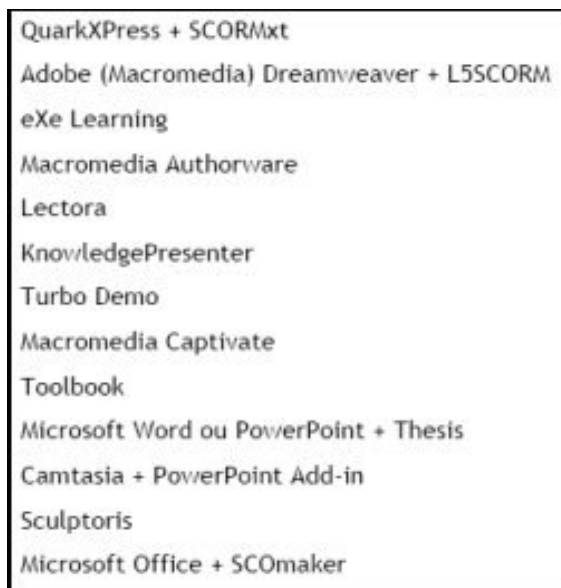 QuarkXPress + SCORMxt
Adobe (Macromedia) Dreamweaver + L5SCORM
eXe Learning
Macromedia Authorware
Lectora
KnowledgePresenter
Turbo Demo
Macromedia Captivate
Toolbook
Microsoft Word ou PowerPoint + Thesis
Camtasia + PowerPoint Add-in
Sculptoris
Microsoft Office + SCOmaker